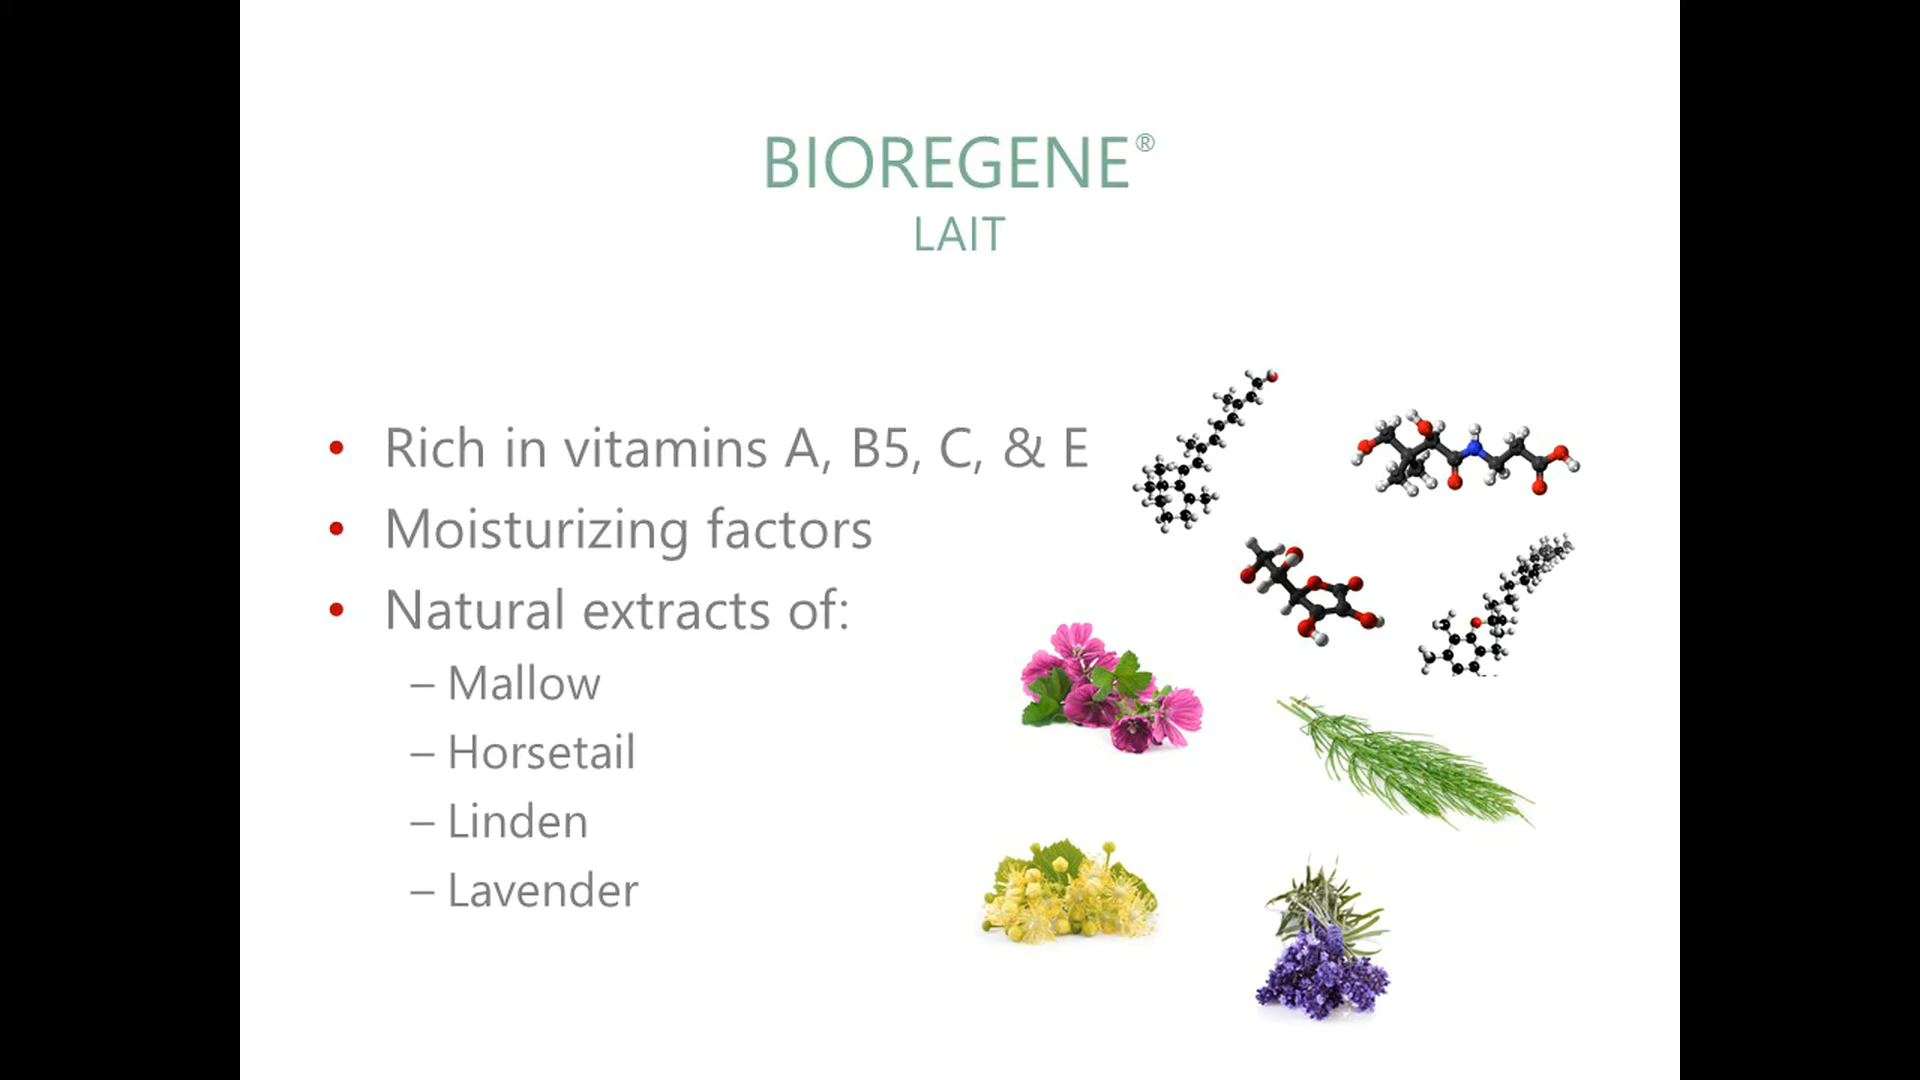 BIOREGENE®
LAIT
• Rich in vitamins A, B5, C, & E
• Moisturizing factors
• Natural extracts of:
– Mallow
– Horsetail
– Linden
– Lavender